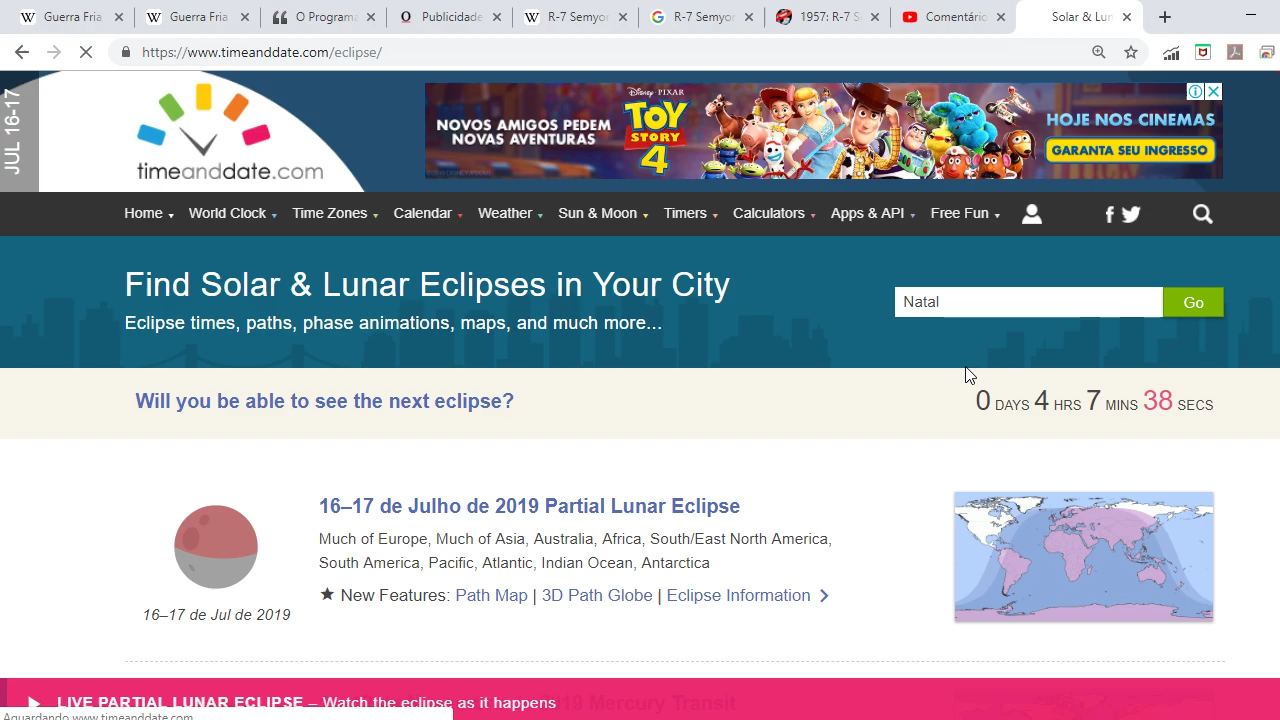 Guerra Fria
Guerra Fria
O Programa
Publicidade
R-7 Semyor
R-7 Semyor
1957: R-7 S
Comentário
Solar & Lun
https://www.timeanddate.com/eclipse/
JUL 16-17
timeanddate.com
NOVOS AMIGOS PEDEM
NOVAS AVENTURAS
Disney · PIXAR
TOY
STORY
4
HOJE NOS CINEMAS
GARANTA SEU INGRESSO
Home World Clock Time Zones Calendar Weather Sun & Moon Timers Calculators Apps & API Free Fun
Find Solar & Lunar Eclipses in Your City
Eclipse times, paths, phase animations, maps, and much more...
Natal
Go
Will you be able to see the next eclipse?
0 DAYS 4 HRS 7 MINS 38 SECS
16–17 de Julho de 2019 Partial Lunar Eclipse
Much of Europe, Much of Asia, Australia, Africa, South/East North America,
South America, Pacific, Atlantic, Indian Ocean, Antarctica
★ New Features: Path Map | 3D Path Globe | Eclipse Information
16–17 de Jul de 2019
LIVE PARTIAL LUNAR ECLIPSE – Watch the eclipse as it happens
2019 Mercury Transit
Aguardando www.timeanddate.com